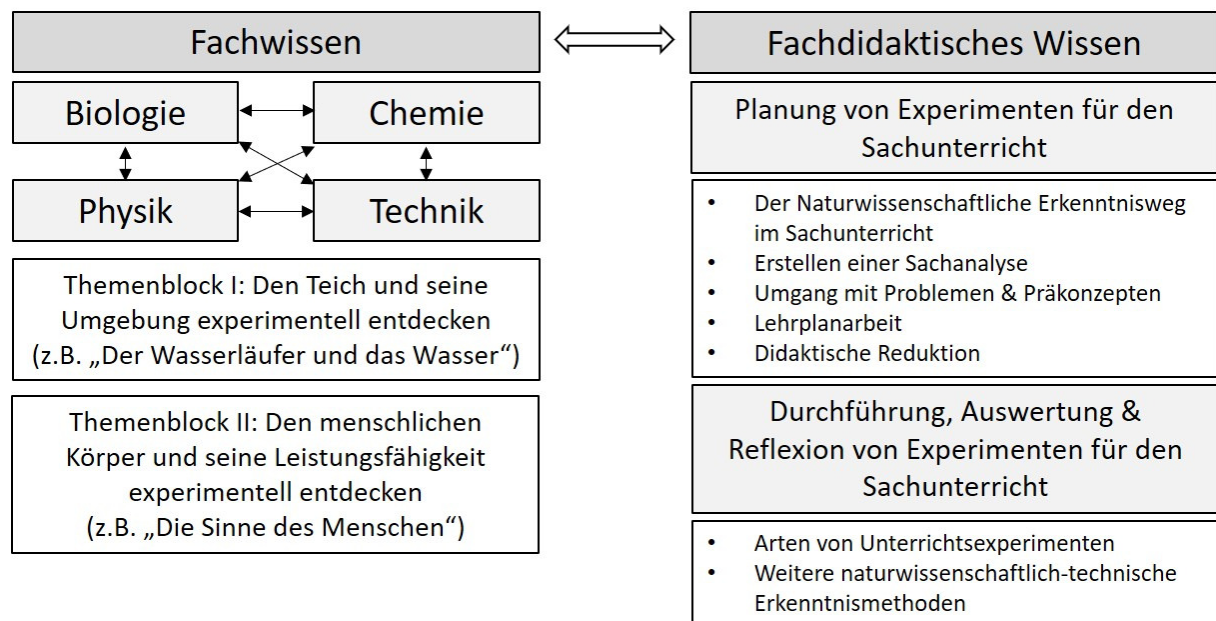 Fachwissen
Biologie
Chemie
Physik
Technik
Themenblock I: Den Teich und seine
Umgebung experimentell entdecken
(z.B. „Der Wasserläufer und das Wasser“)
Themenblock II: Den menschlichen
Körper und seine Leistungsfähigkeit
experimentell entdecken
(z.B. „Die Sinne des Menschen“)
Fachdidaktisches Wissen
Planung von Experimenten für den
Sachunterricht
• Der Naturwissenschaftliche Erkenntnisweg
im Sachunterricht
• Erstellen einer Sachanalyse
• Umgang mit Problemen & Präkonzepten
• Lehrplanarbeit
• Didaktische Reduktion
Durchführung, Auswertung &
Reflexion von Experimenten für den
Sachunterricht
• Arten von Unterrichtsexperimenten
• Weitere naturwissenschaftlich-technische
Erkenntnismethoden